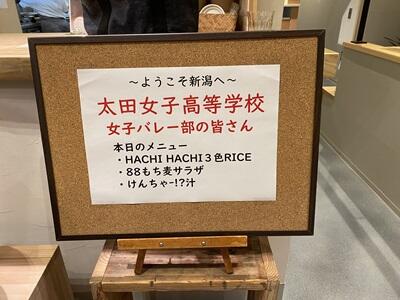 ～ようこそ新潟へ～
太田女子高等学校
女子バレー部の皆さん
本日のメニュー
・HACHI HACHI３色RICE
・88もち麦サラザ
・けんちゃー!?汁